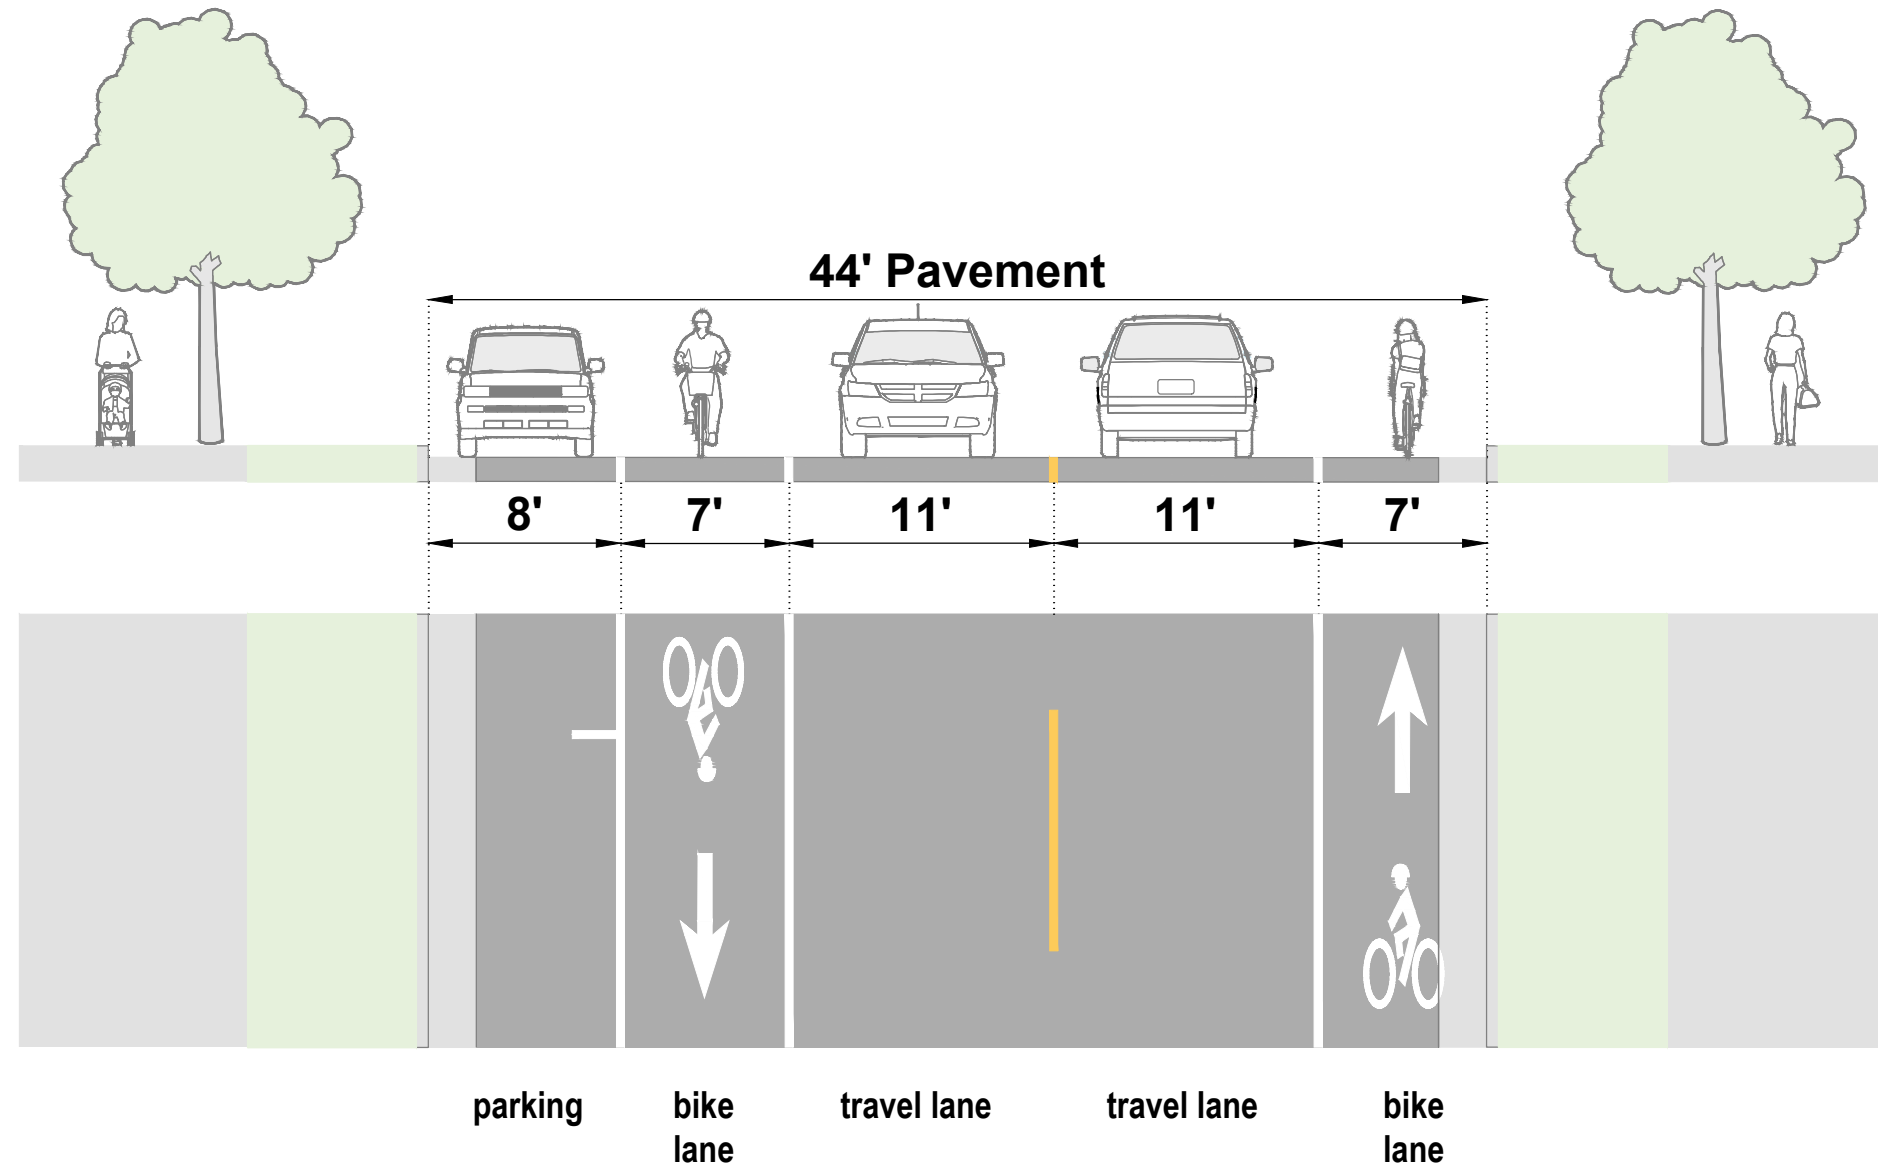 44' Pavement
8' 7' 11' 11' 7'
parking bike travel lane travel lane bike
lane lane